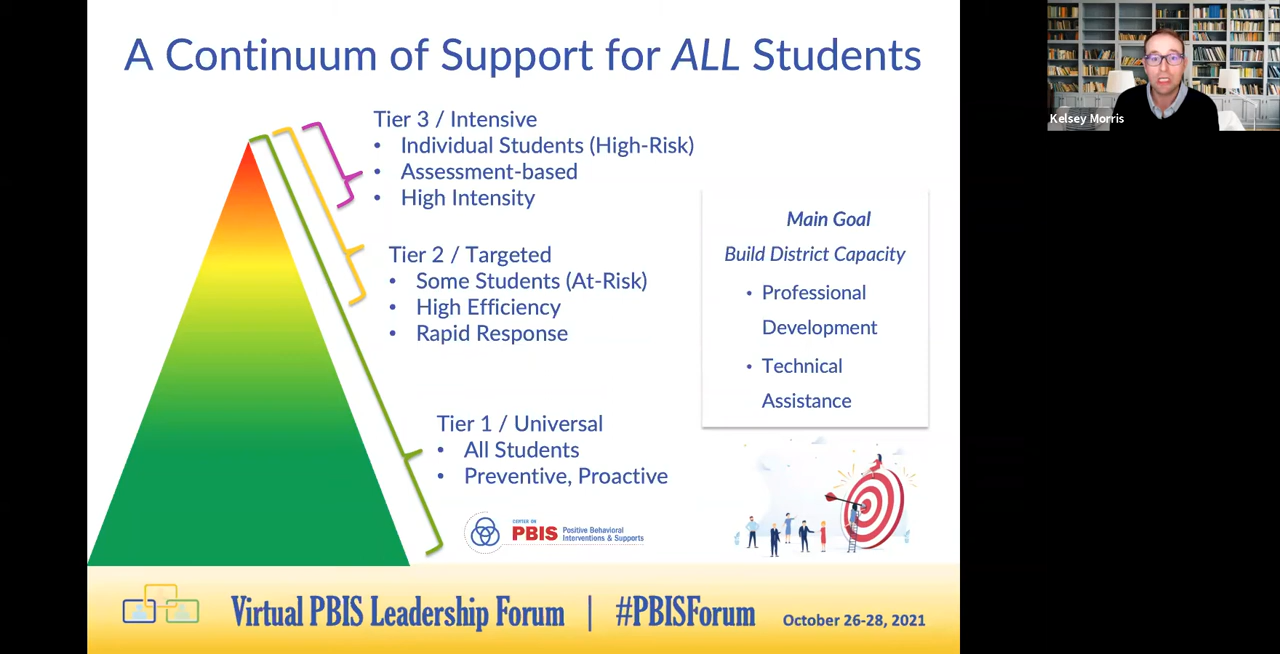 A Continuum of Support for ALL Students
Tier 3 / Intensive
• Individual Students (High-Risk)
• Assessment-based
• High Intensity
Tier 2 / Targeted
• Some Students (At-Risk)
• High Efficiency
• Rapid Response
Tier 1 / Universal
• All Students
• Preventive, Proactive
Main Goal
Build District Capacity
• Professional
Development
• Technical
Assistance
CENTER ON
PBIS
Positive Behavioral
Interventions & Supports
Virtual PBIS Leadership Forum | #PBISForum
October 26-28, 2021
Kelsey Morris